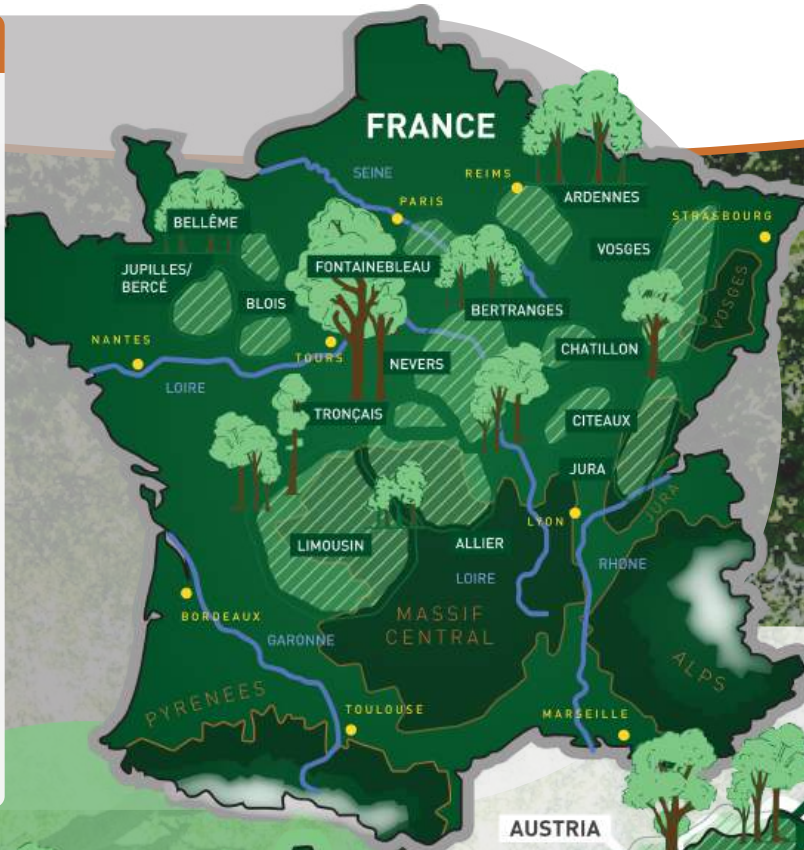 FRANCE
SEINE
REIMS
PARIS
ARDENNES
BELLÊME
STRASBOURG
VOSGES
JUPILLES/
BERCÉ
FONTAINEBLEAU
VOSGES
BLOIS
BERTRANGES
NANTES
TOURS
NEVERS
CHATILLON
LOIRE
TRONÇAIS
CITEAUX
JURA
JURA
LYON
LIMOUSIN
ALLIER
LOIRE
RHONE
BORDEAUX
MASSIF
CENTRAL
GARONNE
ALPS
PYRENEES
TOULOUSE
MARSEILLE
AUSTRIA